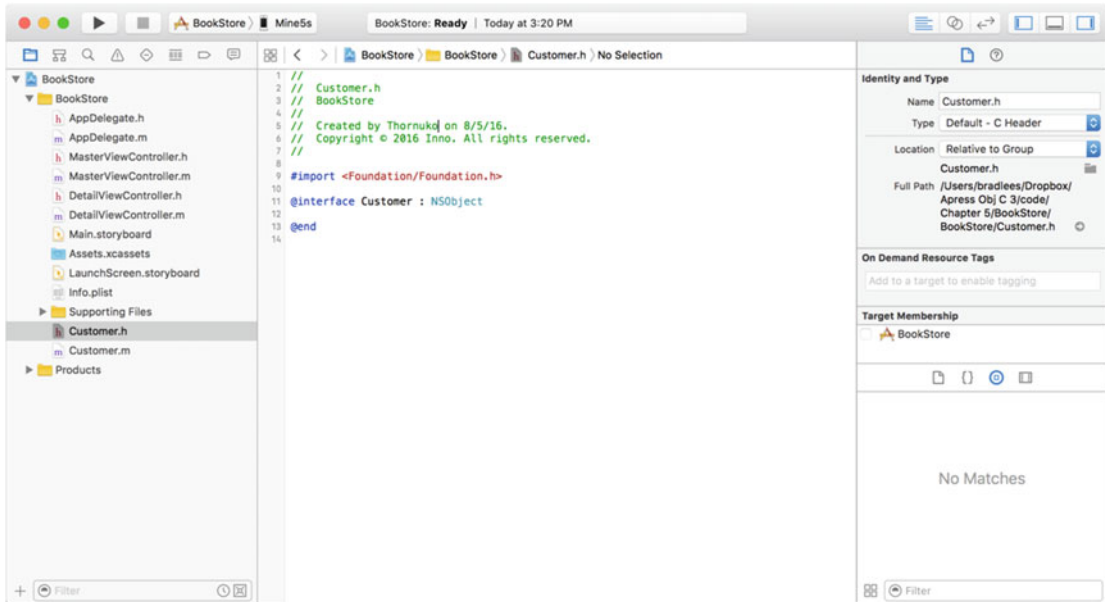 BookStore
Mine5s
BookStore: Ready | Today at 3:20 PM
BookStore
BookStore
AppDelegate.h
AppDelegate.m
MasterViewController.h
MasterViewController.m
DetailViewController.h
DetailViewController.m
Main.storyboard
Assets.xcassets
LaunchScreen.storyboard
Info.plist
Supporting Files
Customer.h
Customer.m
Products
Filter
BookStore
BookStore
Customer.h
No Selection
1 //
2 // Customer.h
3 // BookStore
4 //
5 // Created by Thornuko on 8/5/16.
6 // Copyright © 2016 Inno. All rights reserved.
7 //
8
9 #import <Foundation/Foundation.h>
10
11 @interface Customer : NSObject
12
13 @end
14
Identity and Type
Name Customer.h
Type Default - C Header
Location Relative to Group
Customer.h
Full Path /Users/bradlees/Dropbox/
Apress Obj C 3/code/
Chapter 5/BookStore/
BookStore/Customer.h
On Demand Resource Tags
Add to a target to enable tagging
Target Membership
BookStore
No Matches
Filter